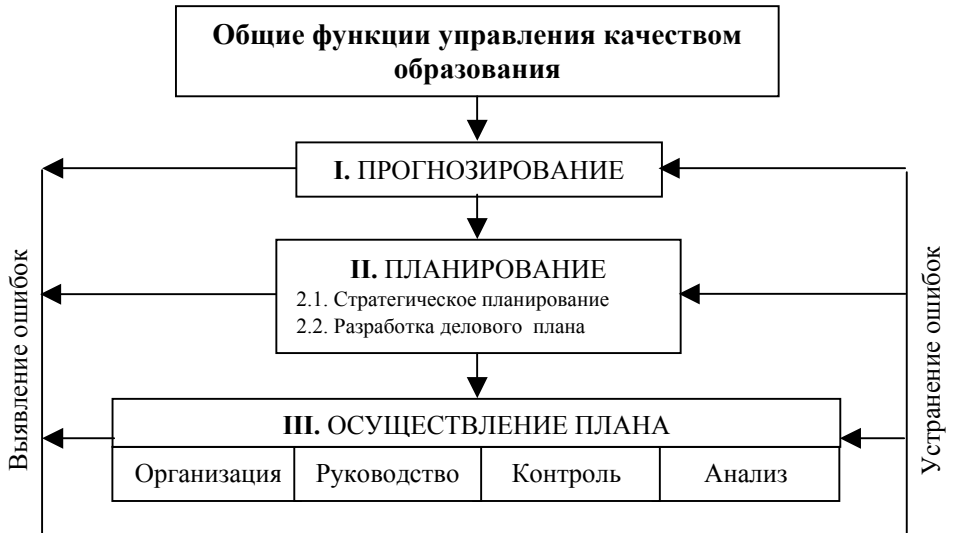 Общие функции управления качеством
образования
I. ПРОГНОЗИРОВАНИЕ
II. ПЛАНИРОВАНИЕ
2.1. Стратегическое планирование
2.2. Разработка делового плана
III. ОСУЩЕСТВЛЕНИЕ ПЛАНА
Организация
Руководство
Контроль
Анализ
Выявление ошибок
Устранение ошибок